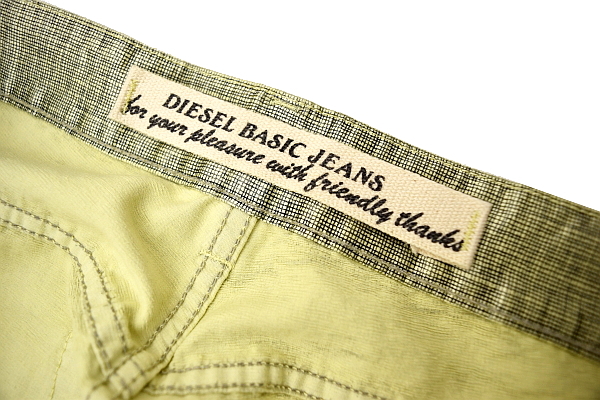 DIESEL BASIC JEANS
for your pleasure with friendly thanks